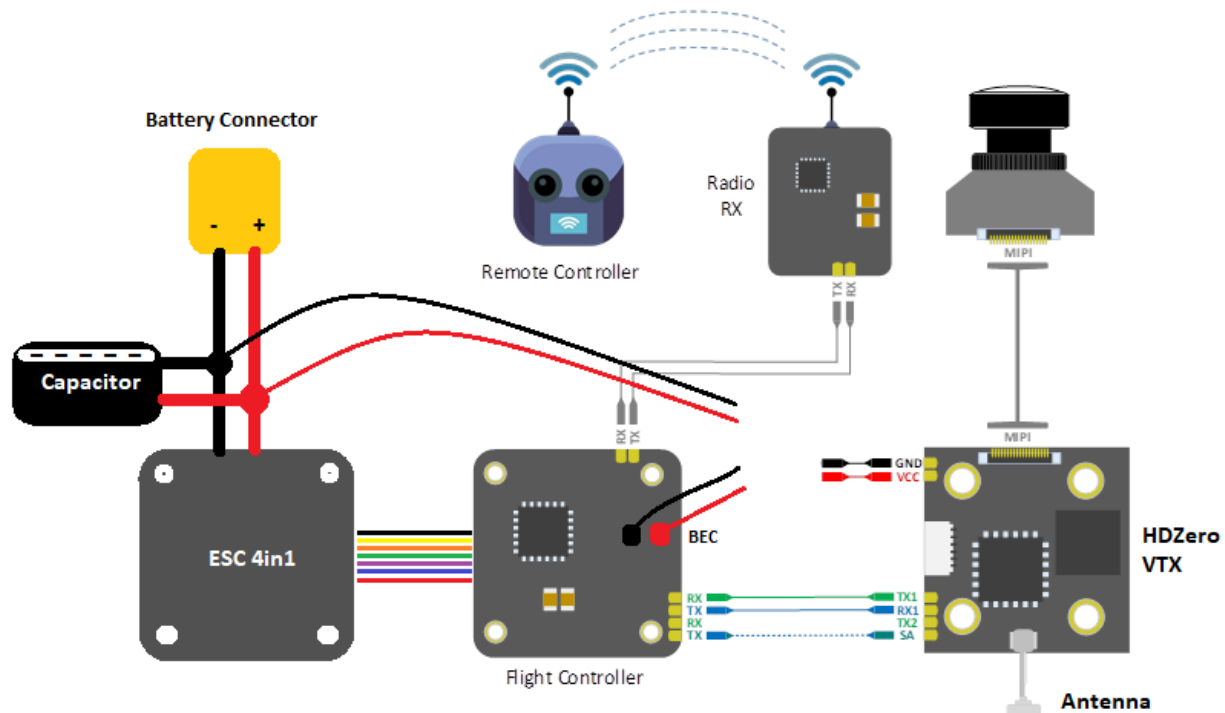 Battery Connector
- +
Remote Controller
Radio
RX
TX
RX
MIPI
MIPI
Capacitor
RX
TX
ESC 4in1
BEC
GND
VCC
HDZero
VTX
RX
TX
RX
TX
TX1
RX1
TX2
SA
Flight Controller
Antenna